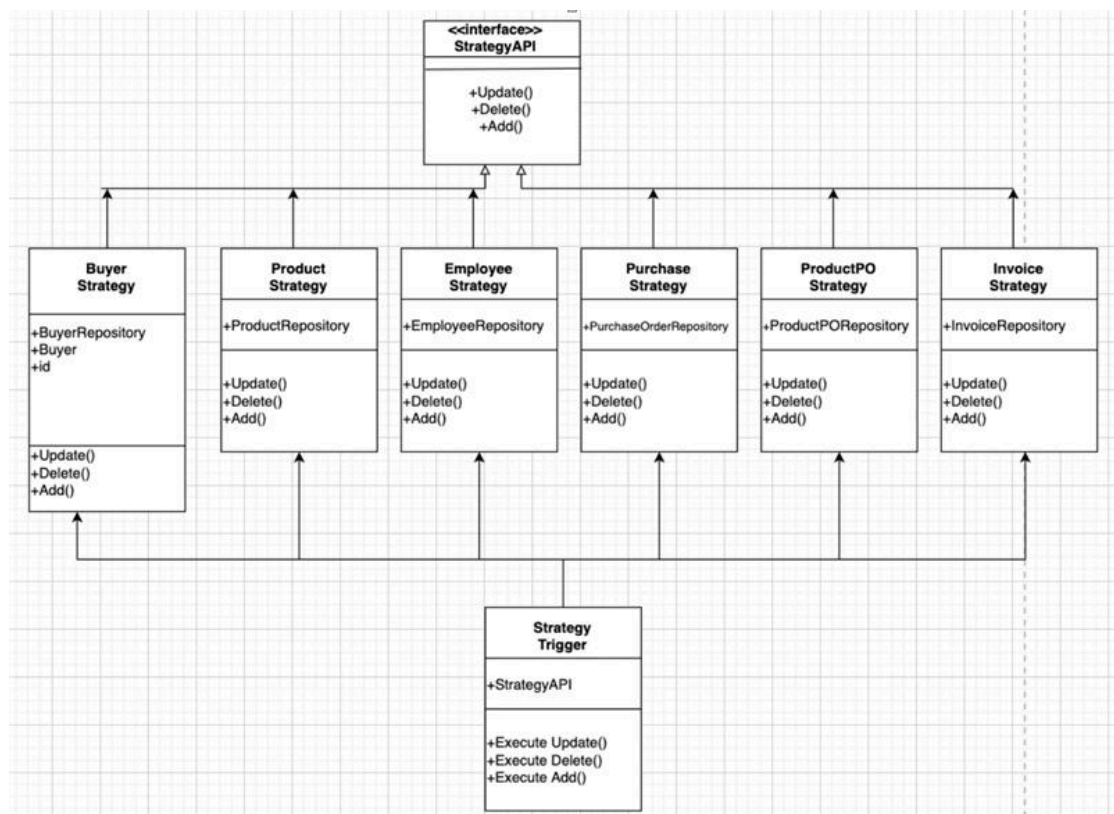 <<interface>>
StrategyAPI
+Update()
+Delete()
+Add()
Buyer
Strategy
+BuyerRepository
+Buyer
+id
+Update()
+Delete()
+Add()
Product
Strategy
+ProductRepository
+Update()
+Delete()
+Add()
Employee
Strategy
+EmployeeRepository
+Update()
+Delete()
+Add()
Purchase
Strategy
+PurchaseOrderRepository
+Update()
+Delete()
+Add()
ProductPO
Strategy
+ProductPORepository
+Update()
+Delete()
+Add()
Invoice
Strategy
+InvoiceRepository
+Update()
+Delete()
+Add()
Strategy
Trigger
+StrategyAPI
+Execute Update()
+Execute Delete()
+Execute Add()